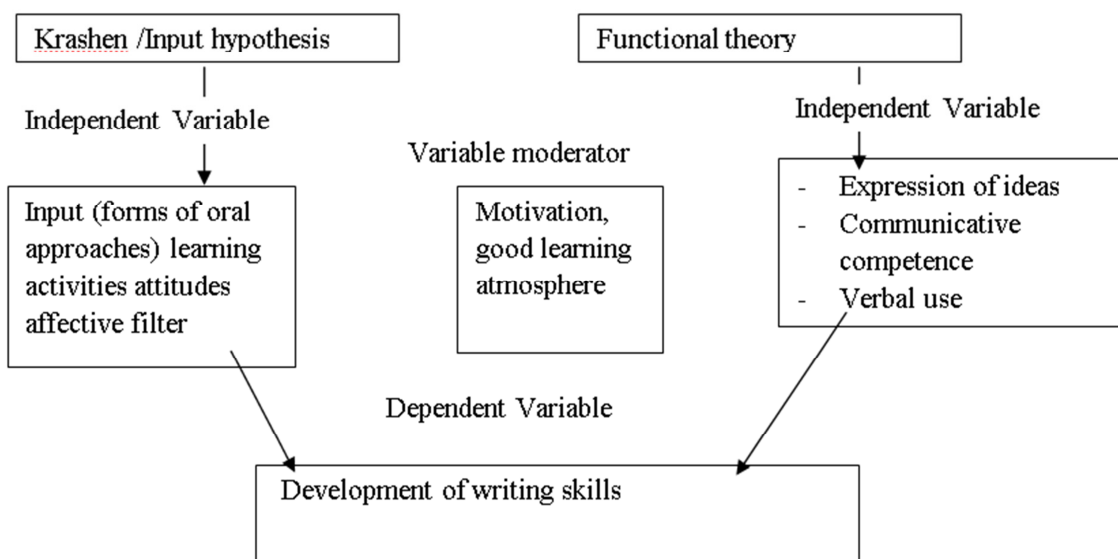 Krashen /Input hypothesis
Functional theory
Independent Variable
Independent Variable
Variable moderator
Input (forms of oral
approaches) learning
activities attitudes
affective filter
Motivation,
good learning
atmosphere
- Expression of ideas
- Communicative
competence
- Verbal use
Dependent Variable
Development of writing skills